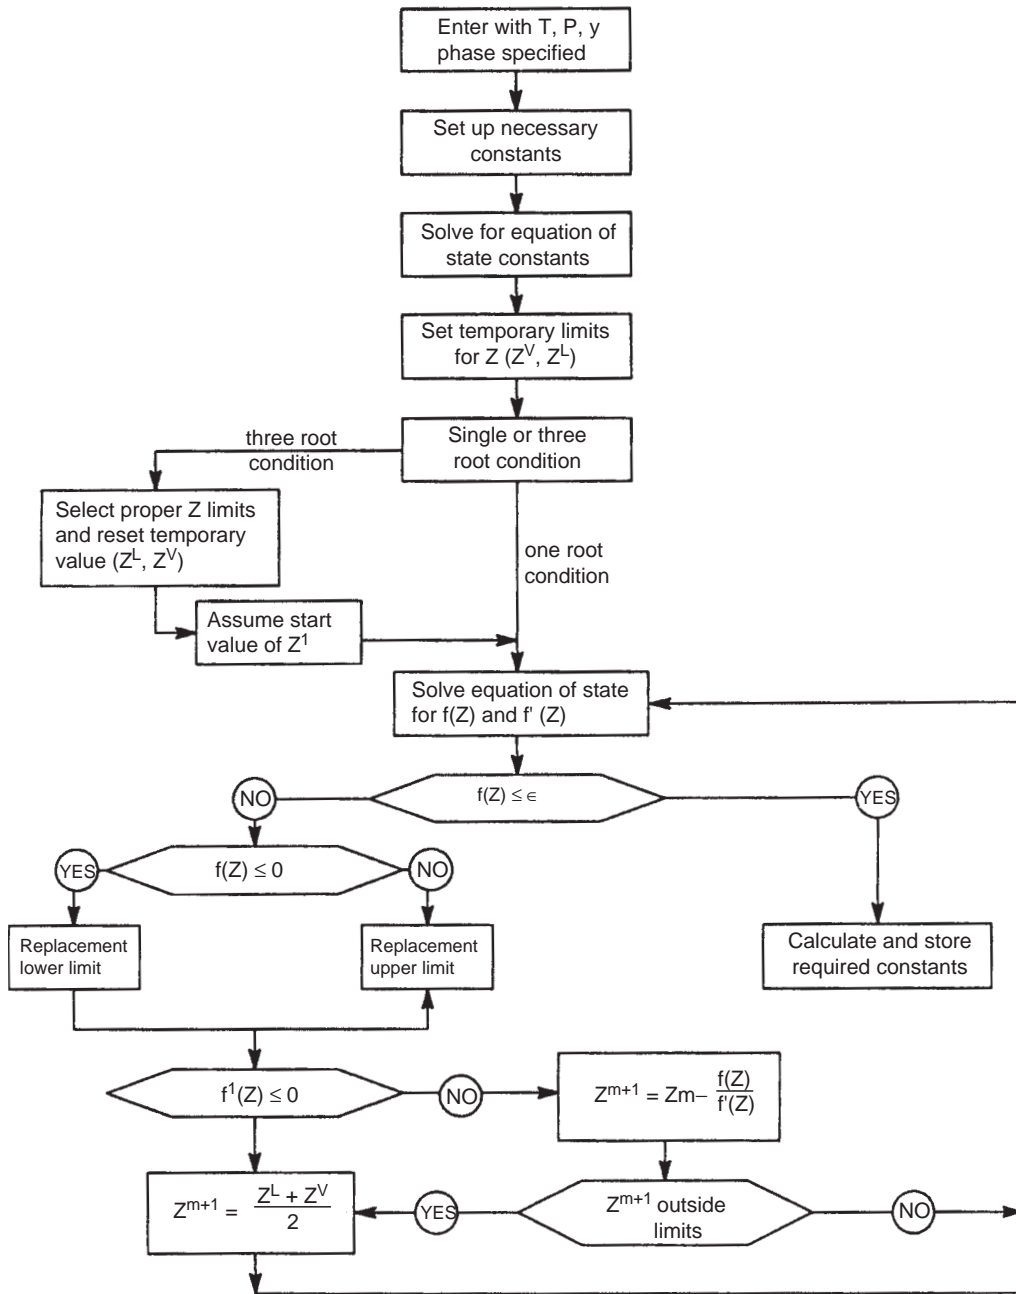 Enter with T, P, y
phase specified
Set up necessary
constants
Solve for equation of
state constants
Set temporary limits
for Z (Z^V, Z^L)
three root
condition
Single or three
root condition
Select proper Z limits
and reset temporary
value (Z^L, Z^V)
one root
condition
Assume start
value of Z^1
Solve equation of state
for f(Z) and f' (Z)
NO
f(Z) ≤ ∈
YES
YES
f(Z) ≤ 0
NO
Replacement
lower limit
Replacement
upper limit
Calculate and store
required constants
f^1(Z) ≤ 0
NO
Z^m+1 = Zm– f(Z)/f'(Z)
Z^m+1 = Z^L + Z^V/2
YES
Z^m+1 outside
limits
NO